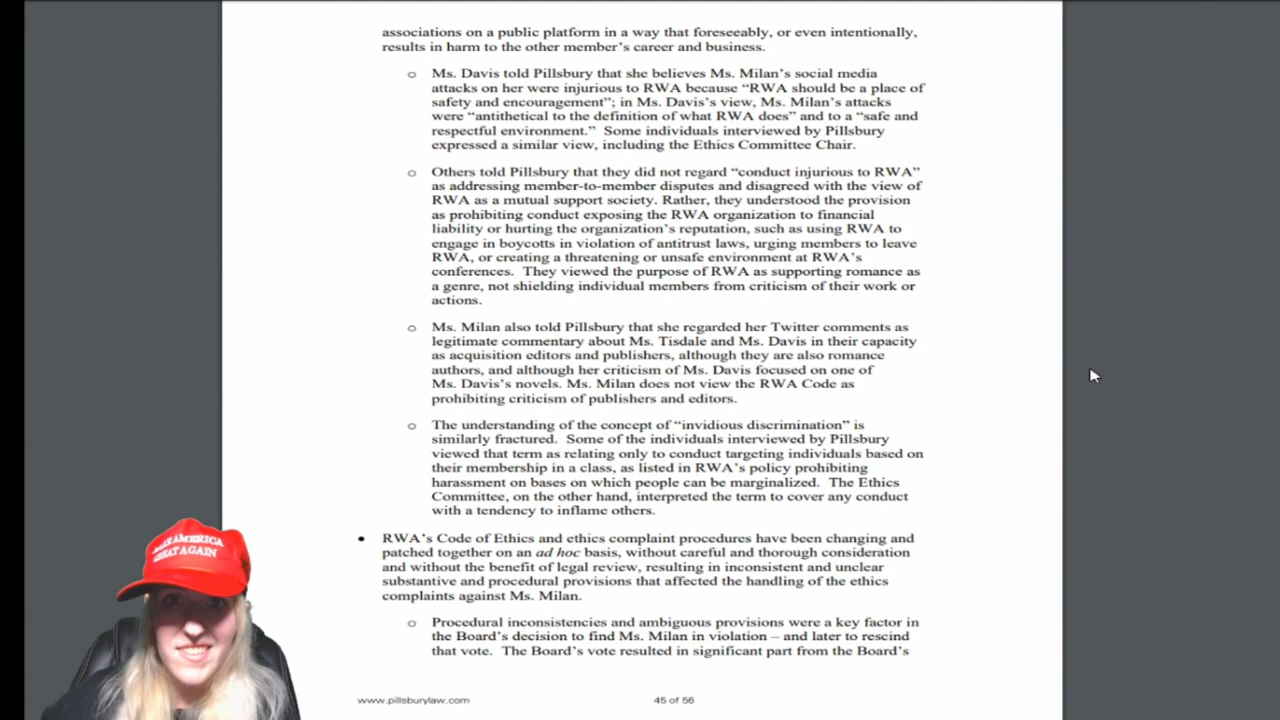 associations on a public platform in a way that foreseeably, or even intentionally,
results in harm to the other member's career and business.
o Ms. Davis told Pillsbury that she believes Ms. Milan's social media
attacks on her were injurious to RWA because "RWA should be a place of
safety and encouragement"; in Ms. Davis's view, Ms. Milan's attacks
were "antithetical to the definition of what RWA does" and to a "safe and
respectful environment." Some individuals interviewed by Pillsbury
expressed a similar view, including the Ethics Committee Chair.
o Others told Pillsbury that they did not regard "conduct injurious to RWA"
as addressing member-to-member disputes and disagreed with the view of
RWA as a mutual support society. Rather, they understood the provision
as prohibiting conduct exposing the RWA organization to financial
liability or hurting the organization's reputation, such as using RWA to
engage in boycotts in violation of antitrust laws, urging members to leave
RWA, or creating a threatening or unsafe environment at RWA's
conferences. They viewed the purpose of RWA as supporting romance as
a genre, not shielding individual members from criticism of their work or
actions.
o Ms. Milan also told Pillsbury that she regarded her Twitter comments as
legitimate commentary about Ms. Tisdale and Ms. Davis in their capacity
as acquisition editors and publishers, although they are also romance
authors, and although her criticism of Ms. Davis focused on one of
Ms. Davis's novels. Ms. Milan does not view the RWA Code as
prohibiting criticism of publishers and editors.
o The understanding of the concept of "invidious discrimination" is
similarly fractured. Some of the individuals interviewed by Pillsbury
viewed that term as relating only to conduct targeting individuals based on
their membership in a class, as listed in RWA's policy prohibiting
harassment on bases on which people can be marginalized. The Ethics
Committee, on the other hand, interpreted the term to cover any conduct
with a tendency to inflame others.
• RWA's Code of Ethics and ethics complaint procedures have been changing and
patched together on an ad hoc basis, without careful and thorough consideration
and without the benefit of legal review, resulting in inconsistent and unclear
substantive and procedural provisions that affected the handling of the ethics
complaints against Ms. Milan.
o Procedural inconsistencies and ambiguous provisions were a key factor in
the Board's decision to find Ms. Milan in violation – and later to rescind
that vote. The Board's vote resulted in significant part from the Board's
www.pillsburylaw.com 45 of 56
AMERICA
GREAT AGAIN